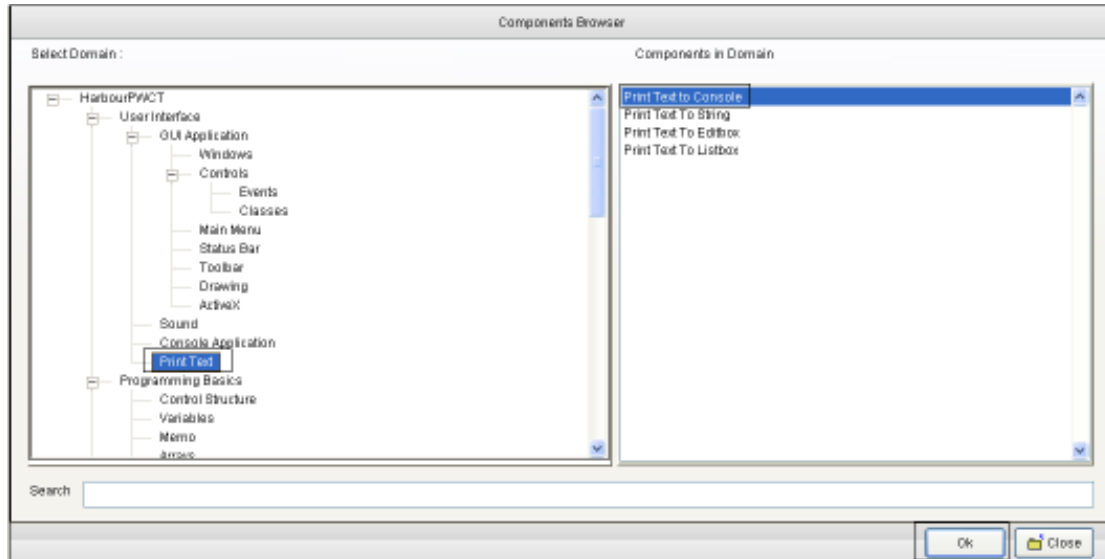 Components Browser
Select Domain :
Components in Domain
HarbourPWCT
User Interface
GUI Application
Windows
Controls
Events
Classes
Main Menu
Status Bar
Toolbar
Drawing
ActiveX
Sound
Console Application
Print Text
Programming Basics
Control Structure
Variables
Memo
Arrays
Print Text to Console
Print Text To String
Print Text To Editbox
Print Text To Listbox
Search
Ok
Close